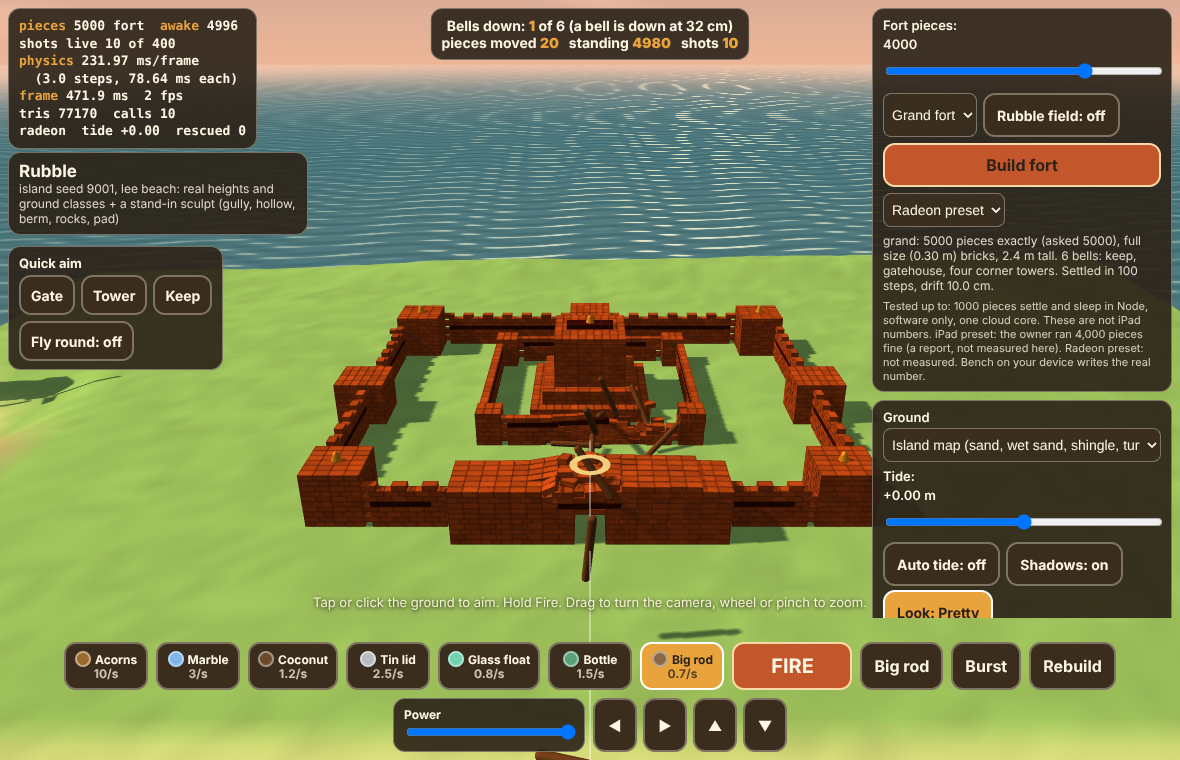 pieces 5000 fort awake 4996
shots live 10 of 400
physics 231.97 ms/frame
(3.0 steps, 78.64 ms each)
frame 471.9 ms 2 fps
tris 77170 calls 10
radeon tide +0.00 rescued 0
Rubble
island seed 9001, lee beach: real heights and
ground classes + a stand-in sculpt (gully, hollow,
berm, rocks, pad)
Quick aim
Gate
Tower
Keep
Fly round: off
Bells down: 1 of 6 (a bell is down at 32 cm)
pieces moved 20 standing 4980 shots 10
Fort pieces:
4000
Grand fort
Rubble field: off
Build fort
Radeon preset
grand: 5000 pieces exactly (asked 5000), full
size (0.30 m) bricks, 2.4 m tall. 6 bells: keep,
gatehouse, four corner towers. Settled in 100
steps, drift 10.0 cm.
Tested up to: 1000 pieces settle and sleep in Node,
software only, one cloud core. These are not iPad
numbers. iPad preset: the owner ran 4,000 pieces
fine (a report, not measured here). Radeon preset:
not measured. Bench on your device writes the real
number.
Ground
Island map (sand, wet sand, shingle, tur
Tide:
+0.00 m
Auto tide: off
Shadows: on
Look: Pretty
Tap or click the ground to aim. Hold Fire. Drag to turn the camera, wheel or pinch to zoom.
Acorns
10/s
Marble
3/s
Coconut
1.2/s
Tin lid
2.5/s
Glass float
0.8/s
Bottle
1.5/s
Big rod
0.7/s
FIRE
Big rod
Burst
Rebuild
Power